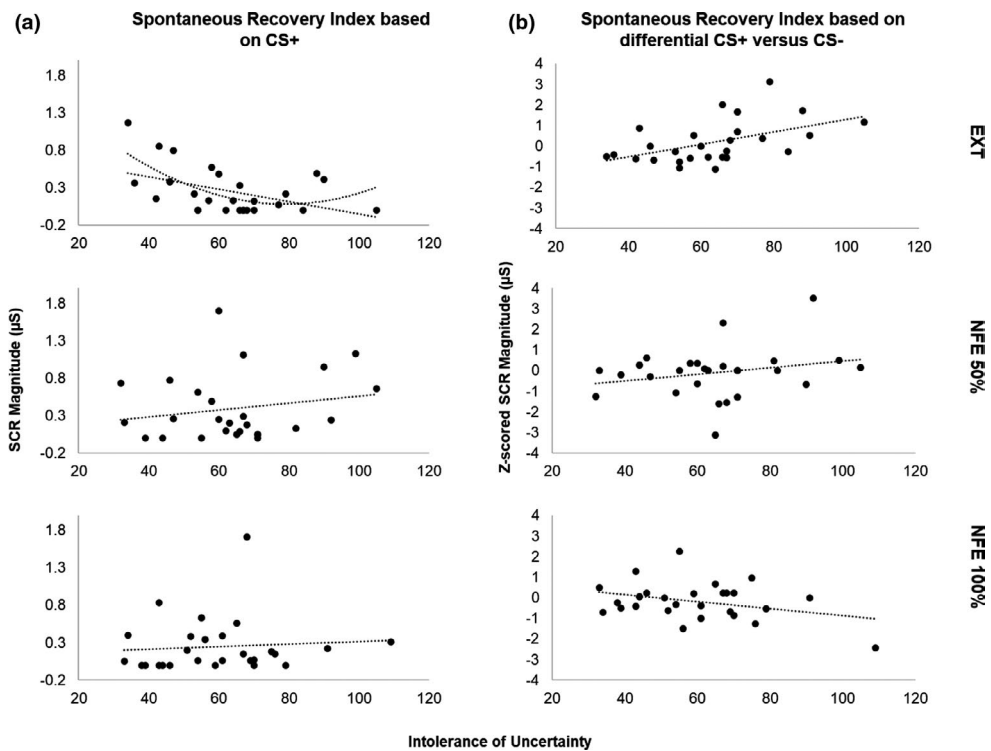 (a)
Spontaneous Recovery Index based
on CS+
(b)
Spontaneous Recovery Index based on
differential CS+ versus CS-
1.8
1.3
0.8
0.3
-0.2
20 40 60 80 100 120
4
3
2
1
0
-1
-2
-3
-4
20 40 60 80 100 120
EXT
SCR Magnitude (µS)
1.8
1.3
0.8
0.3
-0.2
20 40 60 80 100 120
Z-scored SCR Magnitude (µS)
4
3
2
1
0
-1
-2
-3
-4
20 40 60 80 100 120
NFE 50%
1.8
1.3
0.8
0.3
-0.2
20 40 60 80 100 120
4
3
2
1
0
-1
-2
-3
-4
20 40 60 80 100 120
NFE 100%
Intolerance of Uncertainty